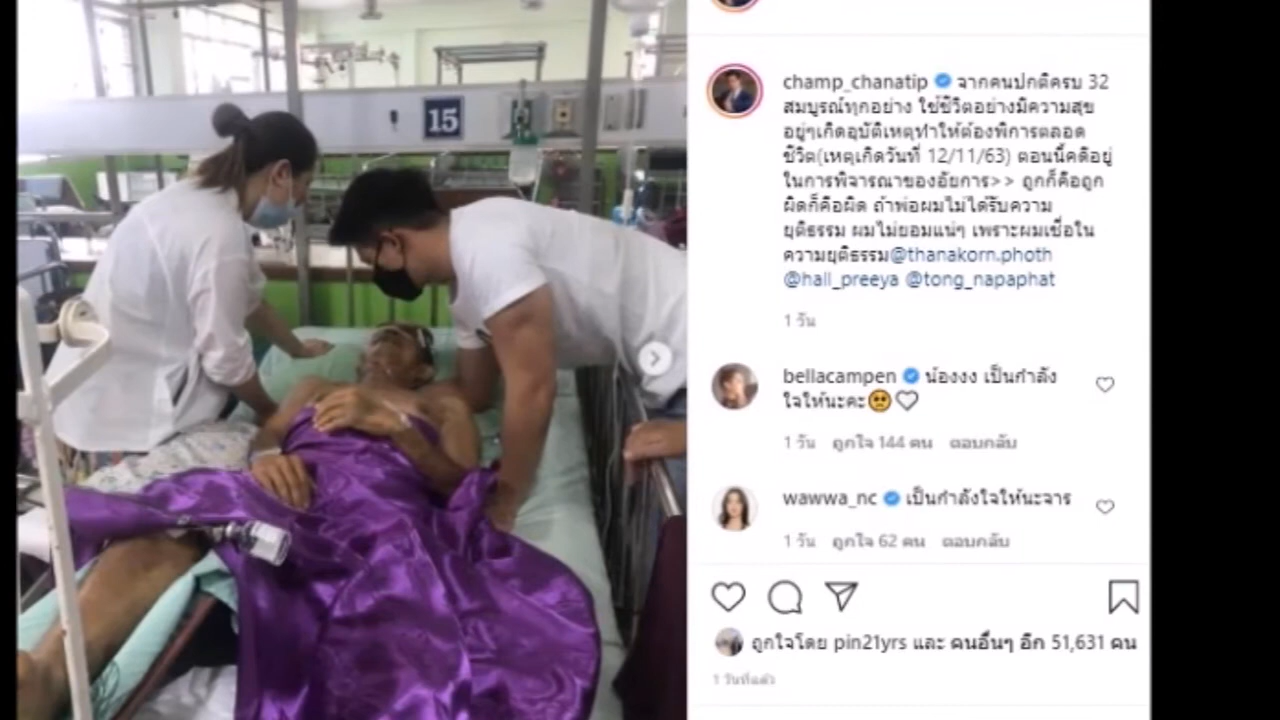 15
champ_chanatip จากคนปกติครบ 32
สมบูรณ์ทุกอย่าง ใช้ชีวิตอย่างมีความสุข
อยู่ๆเกิดอุบัติเหตุทำให้ต้องพิการตลอด
ชีวิต(เหตุเกิดวันที่ 12/11/63) ตอนนี้คดีอยู่
ในการพิจารณาของอัยการ>> ถูกก็คือถูก
ผิดก็คือผิด ถ้าพ่อผมไม่ได้รับความ
ยุติธรรม ผมไม่ยอมแน่ๆ เพราะผมเชื่อใน
ความยุติธรรม@thanakorn.photh
@hall_preeya @tong_napaphat
1 วัน
bellacampen น้องงง เป็นกำลัง
ใจให้นะคะ🥺🤍
1 วัน ถูกใจ 144 คน ตอบกลับ
wawwa_nc เป็นกำลังใจให้นะจาร
1 วัน ถูกใจ 62 คน ตอบกลับ
ถูกใจโดย pin21yrs และ คนอื่นๆ อีก 51,631 คน
1 วันที่แล้ว